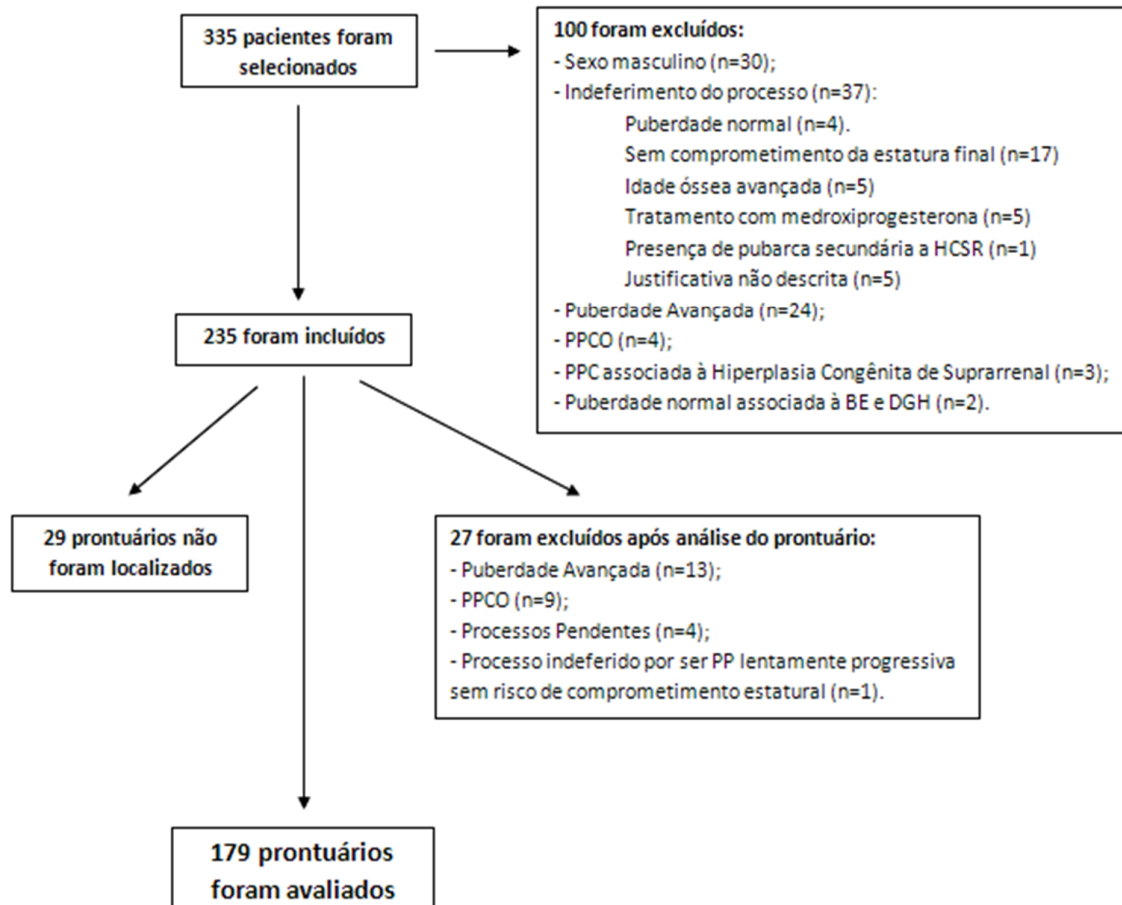 335 pacientes foram
selecionados
100 foram excluídos:
- Sexo masculino (n=30);
- Indeferimento do processo (n=37):
Puberdade normal (n=4).
Sem comprometimento da estatura final (n=17)
Idade óssea avançada (n=5)
Tratamento com medroxiprogesterona (n=5)
Presença de pubarca secundária a HCSR (n=1)
Justificativa não descrita (n=5)
- Puberdade Avançada (n=24);
- PPCO (n=4);
- PPC associada à Hiperplasia Congênita de Suprarrenal (n=3);
- Puberdade normal associada à BE e DGH (n=2).
235 foram incluídos
29 prontuários não
foram localizados
27 foram excluídos após análise do prontuário:
- Puberdade Avançada (n=13);
- PPCO (n=9);
- Processos Pendentes (n=4);
- Processo indeferido por ser PP lentamente progressiva
sem risco de comprometimento estatural (n=1).
179 prontuários
foram avaliados